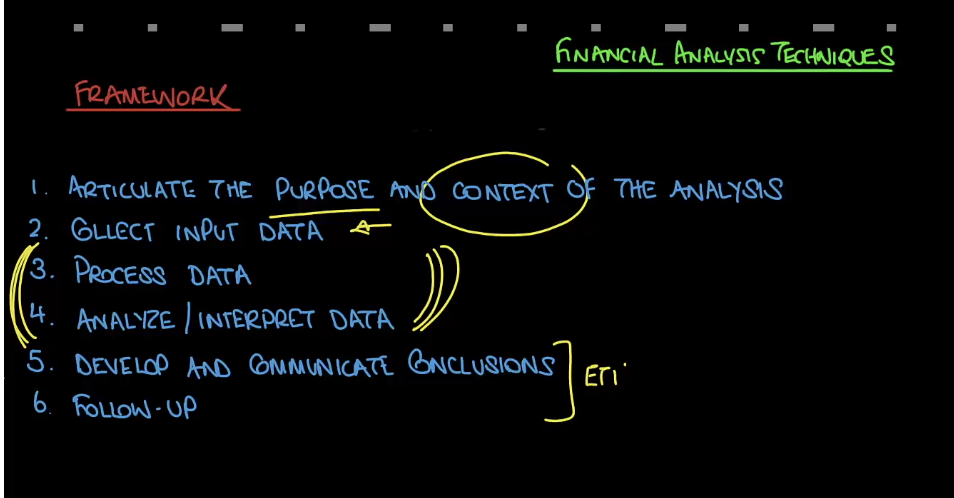 FINANCIAL ANALYSIS TECHNIQUES
FRAMEWORK
1. ARTICULATE THE PURPOSE AND CONTEXT OF THE ANALYSIS
2. COLLECT INPUT DATA
3. PROCESS DATA
4. ANALYZE / INTERPRET DATA
5. DEVELOP AND COMMUNICATE CONCLUSIONS
ETI
6. FOLLOW-UP